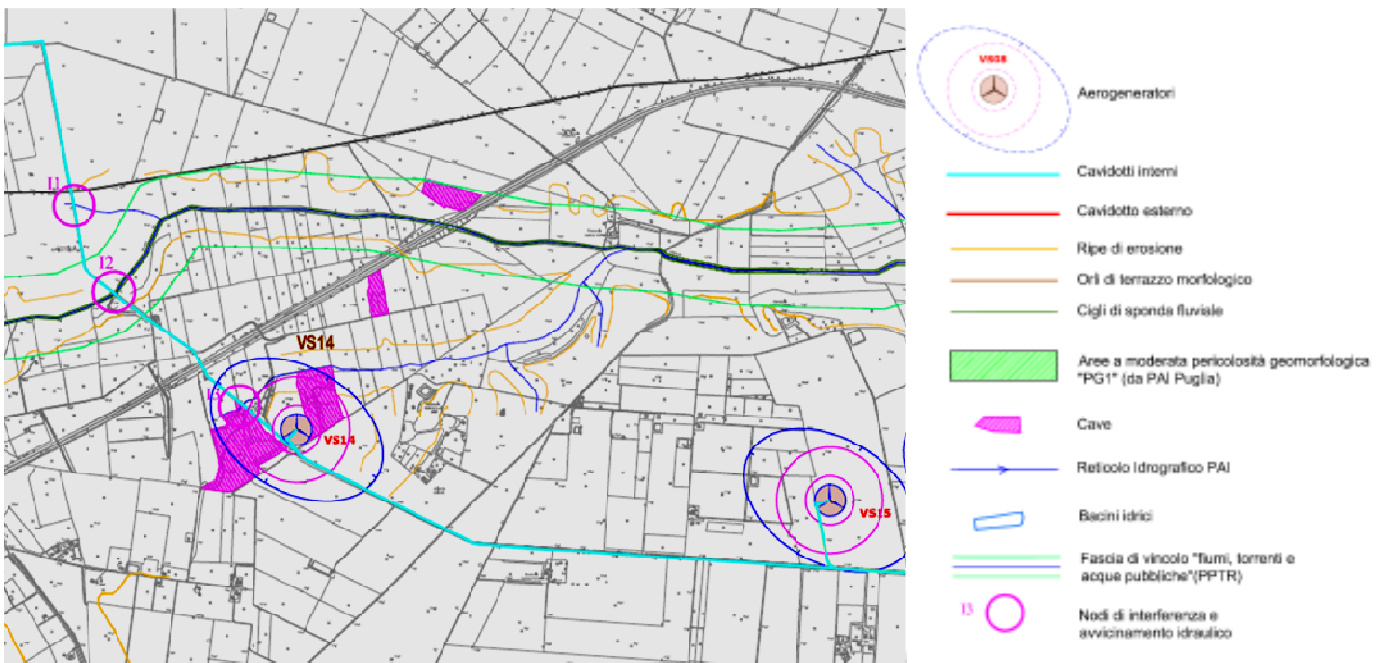 I1
I2
VS14
VS14
VS15
VS08
Aerogeneratori
Cavidotti interni
Cavidotto esterno
Ripe di erosione
Orli di terrazzo morfologico
Cigli di sponda fluviale
Aree a moderata pericolosità geomorfologica
"PG1" (da PAI Puglia)
Cave
Reticolo Idrografico PAI
Bacini idrici
Fascia di vincolo "fiumi, torrenti e
acque pubbliche"(PPTR)
I3
Nodi di interferenza e
avvicinamento idraulico